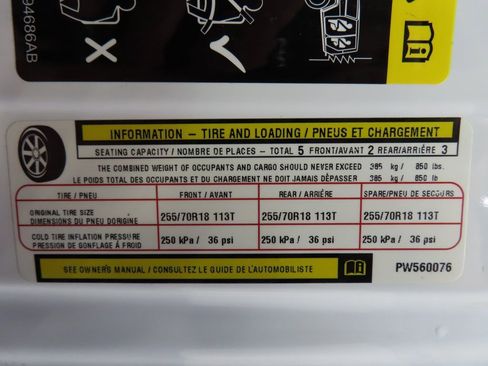 94686AB
INFORMATION – TIRE AND LOADING / PNEUS ET CHARGEMENT
SEATING CAPACITY / NOMBRE DE PLACES – TOTAL 5 FRONT/AVANT 2 REAR/ARRIÈRE 3
THE COMBINED WEIGHT OF OCCUPANTS AND CARGO SHOULD NEVER EXCEED 385 kg / 850 lbs.
LE POIDS TOTAL DES OCCUPANTS ET DU CHARGEMENT NE DOIT JAMAIS DÉPASSER 385 kg / 850 lb
TIRE / PNEU FRONT / AVANT REAR / ARRIÈRE SPARE/PNEU DE SECOURS
ORIGINAL TIRE SIZE
DIMENSIONS DU PNEU DORIGINE 255/70R18 113T 255/70R18 113T 255/70R18 113T
COLD TIRE INFLATION PRESSURE
PRESSION DE GONFLAGE À FROID 250 kPa / 36 psi 250 kPa / 36 psi 250 kPa / 36 psi
SEE OWNER'S MANUAL / CONSULTEZ LE GUIDE DE L'AUTOMOBILISTE PW560076